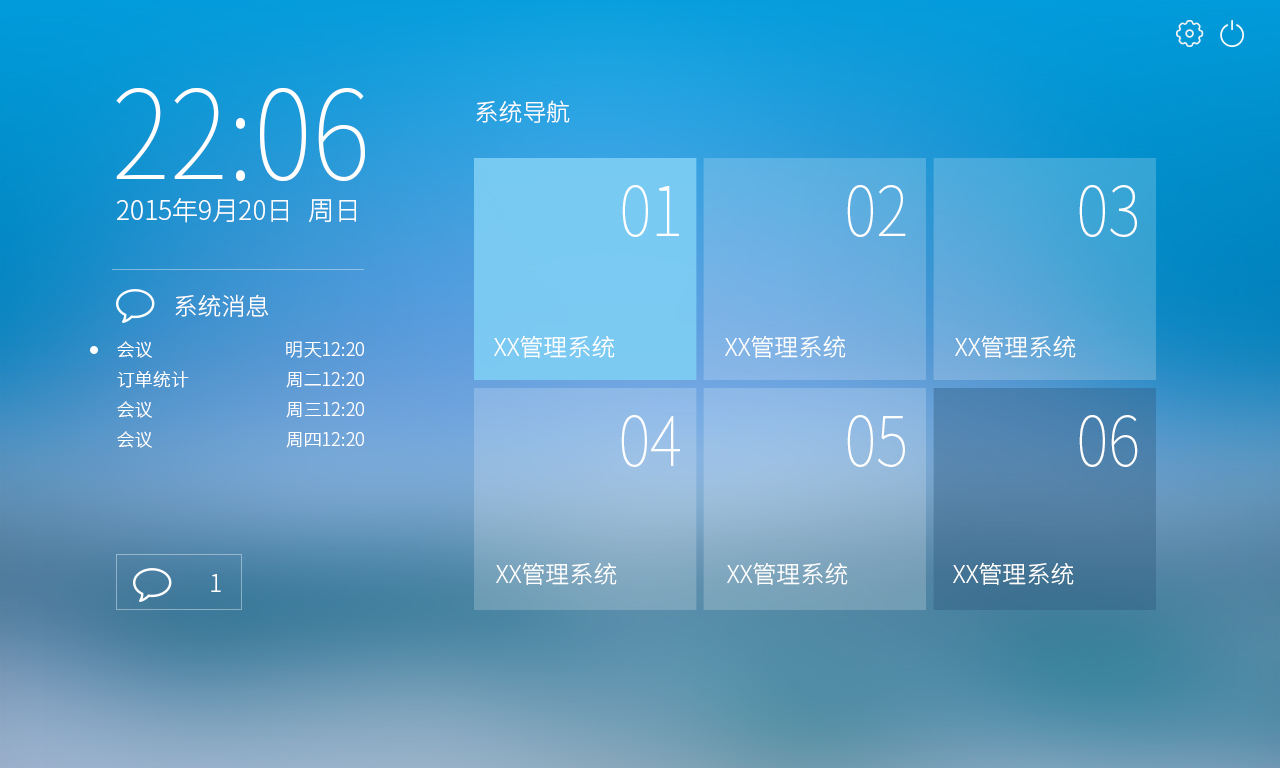 22:06
2015年9月20日 周日
系统消息
会议 明天12:20
订单统计 周二12:20
会议 周三12:20
会议 周四12:20
1
系统导航
01
XX管理系统
02
XX管理系统
03
XX管理系统
04
XX管理系统
05
XX管理系统
06
XX管理系统